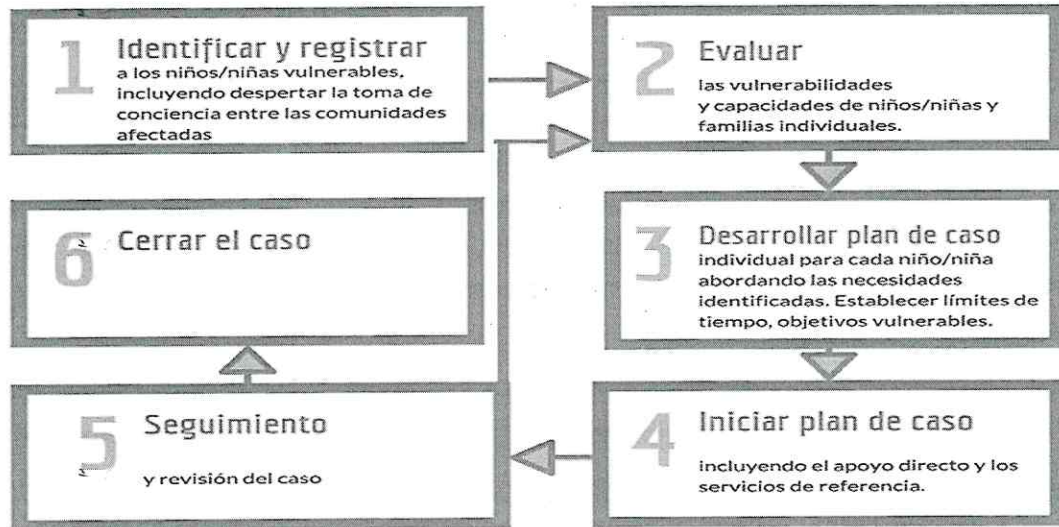 1 Identificar y registrar
a los niños/niñas vulnerables,
incluyendo despertar la toma de
conciencia entre las comunidades
afectadas
2 Evaluar
las vulnerabilidades
y capacidades de niños/niñas y
familias individuales.
3 Desarrollar plan de caso
individual para cada niño/niña
abordando las necesidades
identificadas. Establecer límites de
tiempo, objetivos vulnerables.
4 Iniciar plan de caso
incluyendo el apoyo directo y los
servicios de referencia.
5 Seguimiento
y revisión del caso
6 Cerrar el caso